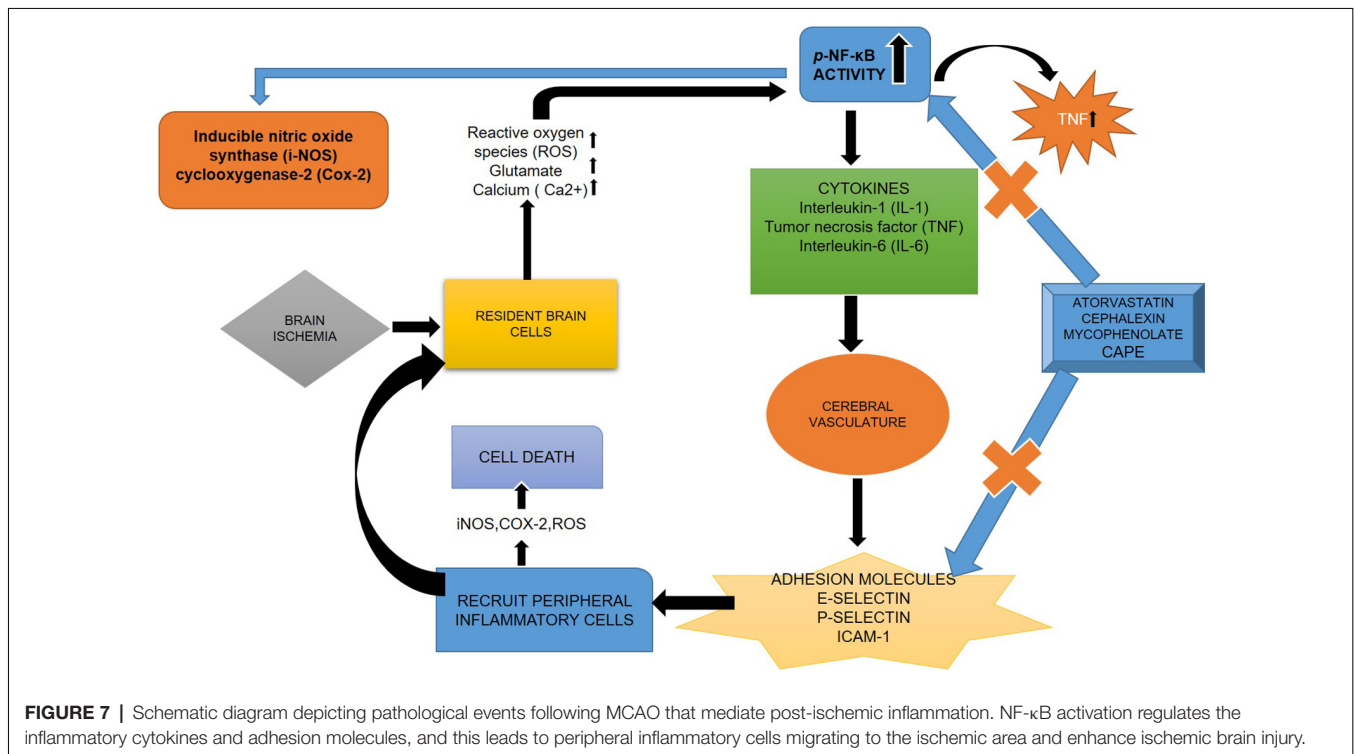 p-NF-κB
ACTIVITY
TNF
Inducible nitric oxide
synthase (i-NOS)
cyclooxygenase-2 (Cox-2)
Reactive oxygen
species (ROS)
Glutamate
Calcium ( Ca2+)
CYTOKINES
Interleukin-1 (IL-1)
Tumor necrosis factor (TNF)
Interleukin-6 (IL-6)
BRAIN
ISCHEMIA
RESIDENT BRAIN
CELLS
ATORVASTATIN
CEPHALEXIN
MYCOPHENOLATE
CAPE
CEREBRAL
VASCULATURE
CELL DEATH
iNOS,COX-2,ROS
RECRUIT PERIPHERAL
INFLAMMATORY CELLS
ADHESION MOLECULES
E-SELECTIN
P-SELECTIN
ICAM-1
FIGURE 7 | Schematic diagram depicting pathological events following MCAO that mediate post-ischemic inflammation. NF-κB activation regulates the
inflammatory cytokines and adhesion molecules, and this leads to peripheral inflammatory cells migrating to the ischemic area and enhance ischemic brain injury.